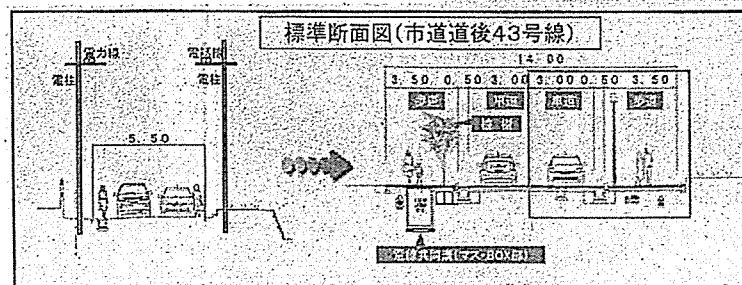 標準断面図(市道道後43号線)
電力線
電話線
電柱
電柱
5.50
14.00
3.50 0.50 3.00 3.00 0.50 3.50
歩道
車道
車道
歩道
植樹
電線共同溝(マス・BOX部)